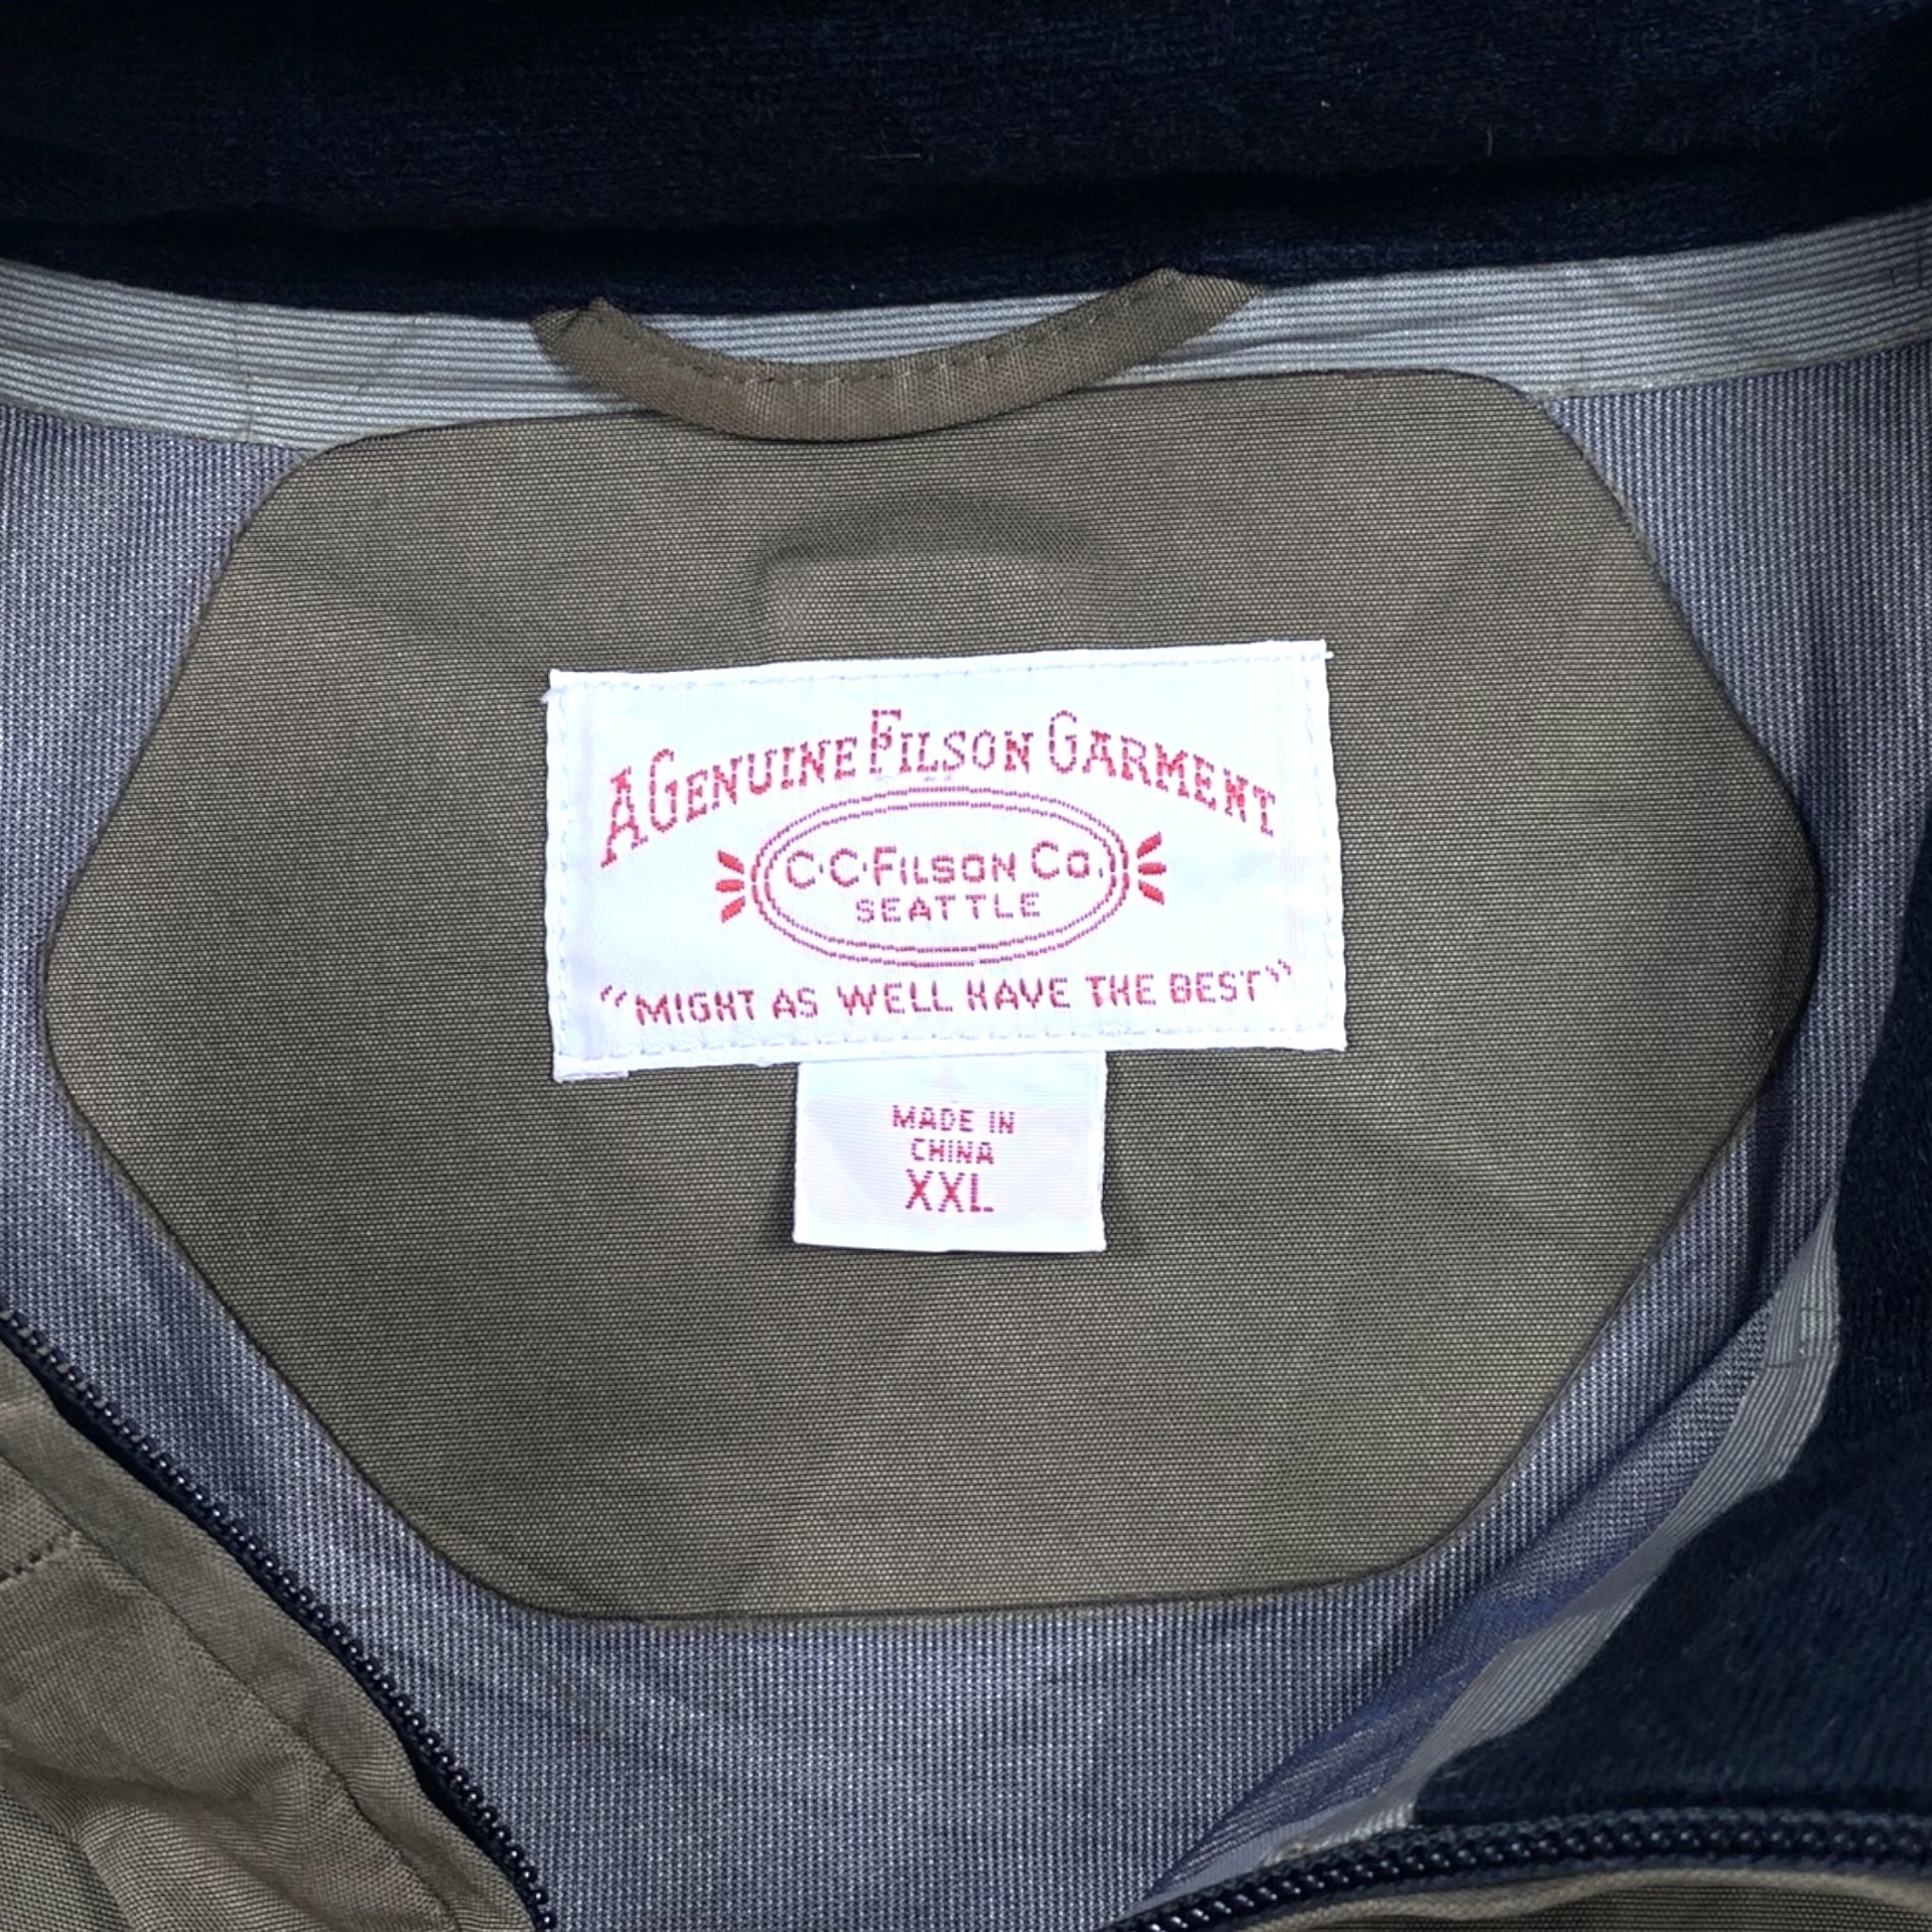 A GENUINE FILSON GARMENT
C·C·FILSON CO.
SEATTLE
"MIGHT AS WELL HAVE THE BEST"
MADE IN
CHINA
XXL